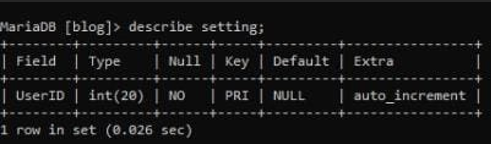 MariaDB [blog]> describe setting;
+--------+---------+------+-----+---------+----------------+
| Field | Type | Null | Key | Default | Extra |
+--------+---------+------+-----+---------+----------------+
| UserID | int(20) | NO | PRI | NULL | auto_increment |
+--------+---------+------+-----+---------+----------------+
1 row in set (0.026 sec)